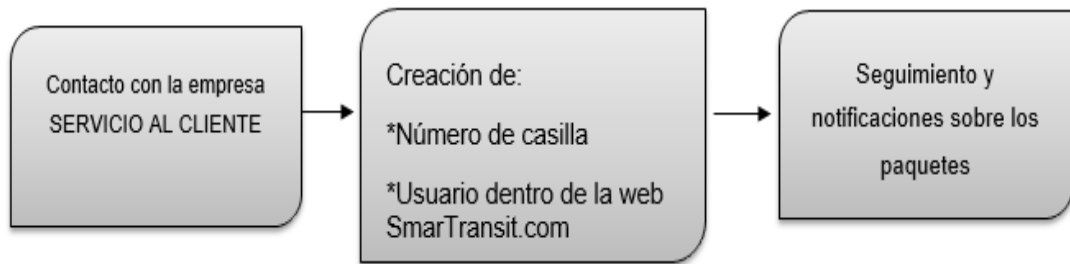 Contacto con la empresa
SERVICIO AL CLIENTE
Creación de:
*Número de casilla
*Usuario dentro de la web
SmarTransit.com
Seguimiento y
notificaciones sobre los
paquetes